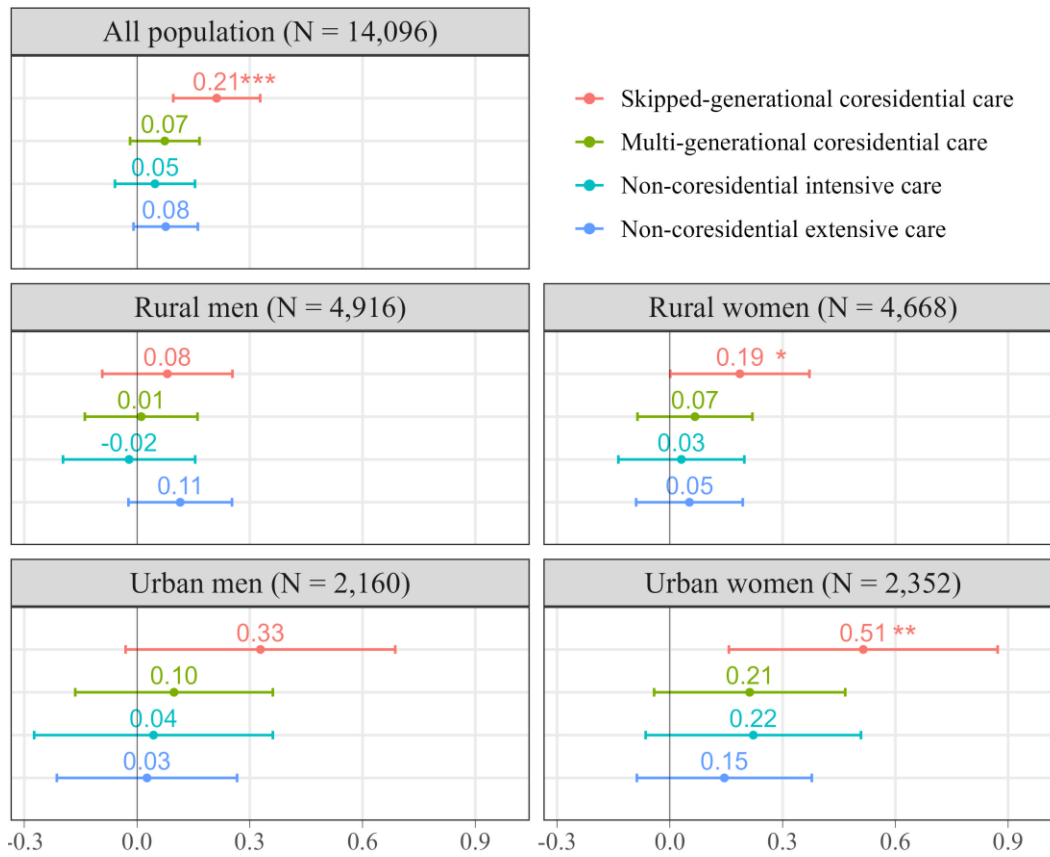 All population (N = 14,096)
0.21***
0.07
0.05
0.08
Skipped-generational coresidential care
Multi-generational coresidential care
Non-coresidential intensive care
Non-coresidential extensive care
Rural men (N = 4,916)
0.08
0.01
-0.02
0.11
Rural women (N = 4,668)
0.19 *
0.07
0.03
0.05
Urban men (N = 2,160)
0.33
0.10
0.04
0.03
-0.3 0.0 0.3 0.6 0.9
Urban women (N = 2,352)
0.51 **
0.21
0.22
0.15
-0.3 0.0 0.3 0.6 0.9